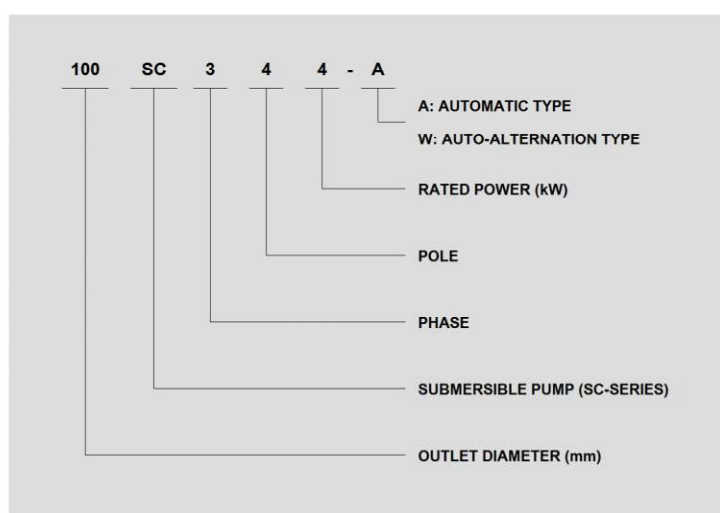 100 SC 3 4 4 - A
A: AUTOMATIC TYPE
W: AUTO-ALTERNATION TYPE
RATED POWER (kW)
POLE
PHASE
SUBMERSIBLE PUMP (SC-SERIES)
OUTLET DIAMETER (mm)